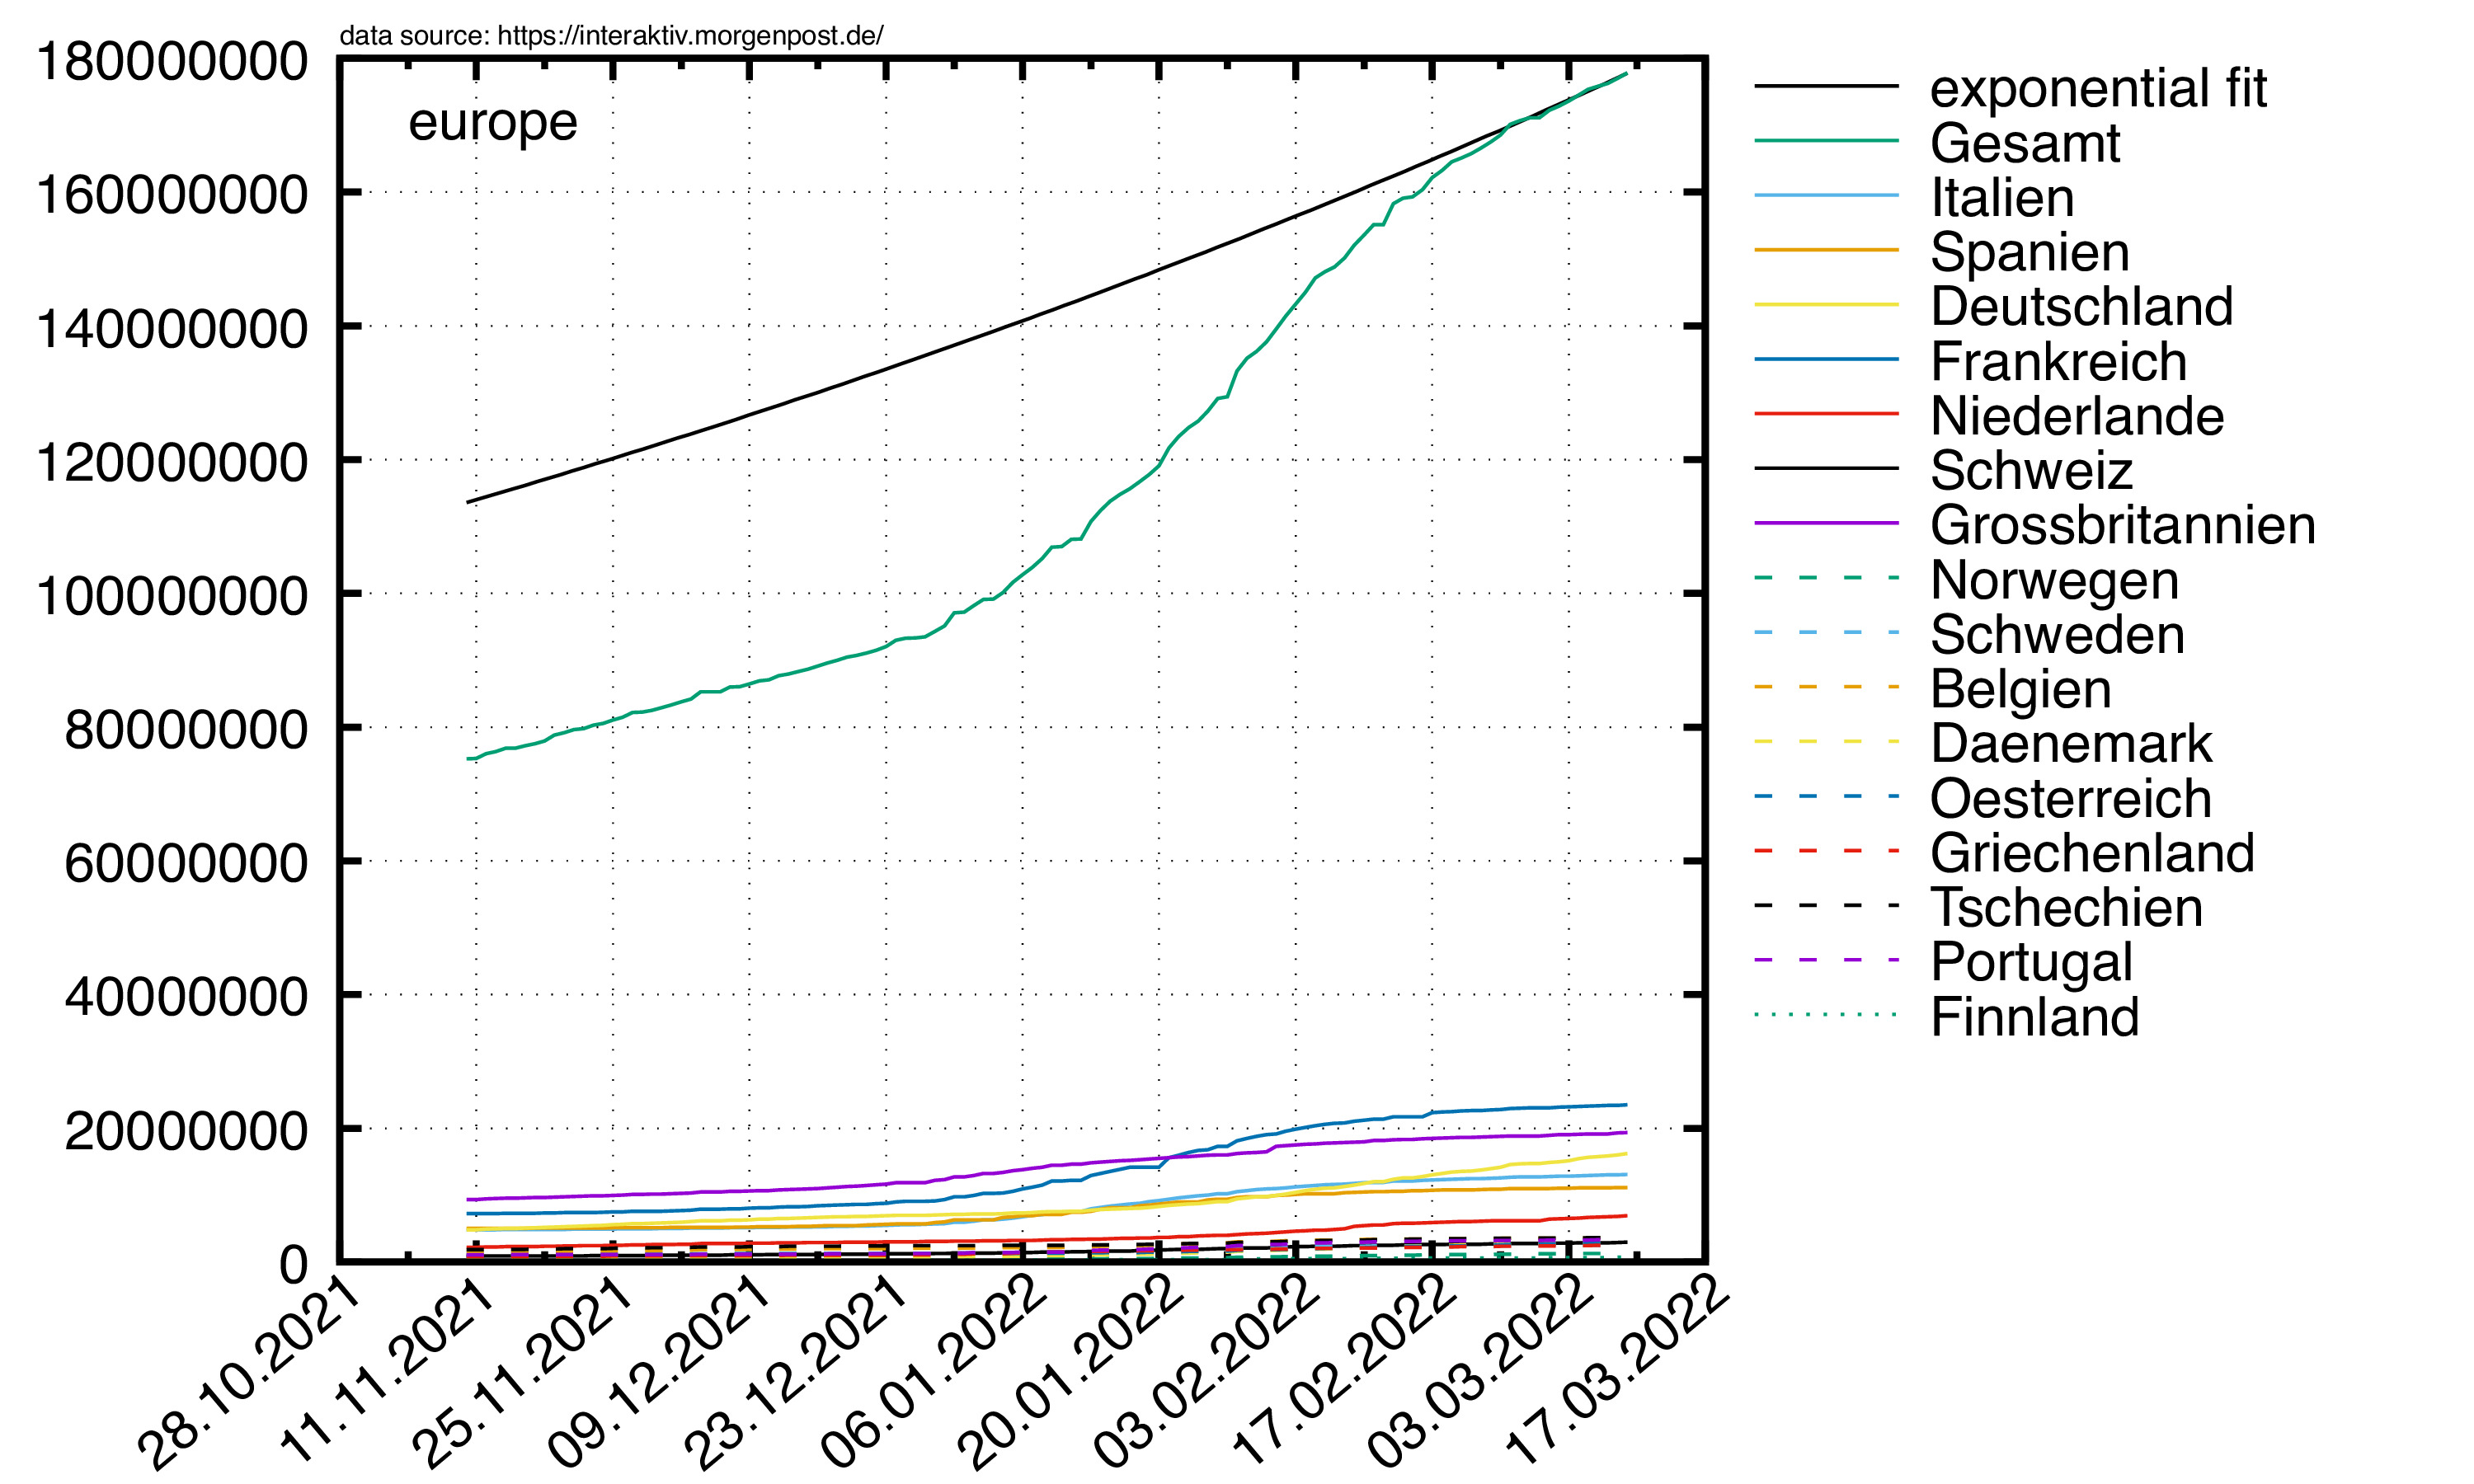 data source: https://interaktiv.morgenpost.de/
180000000
160000000
140000000
120000000
100000000
80000000
60000000
40000000
20000000
0
europe
28.10.2021
11.11.2021
25.11.2021
09.12.2021
23.12.2021
06.01.2022
20.01.2022
03.02.2022
17.02.2022
03.03.2022
17.03.2022
exponential fit
Gesamt
Italien
Spanien
Deutschland
Frankreich
Niederlande
Schweiz
Grossbritannien
Norwegen
Schweden
Belgien
Daenemark
Oesterreich
Griechenland
Tschechien
Portugal
Finnland